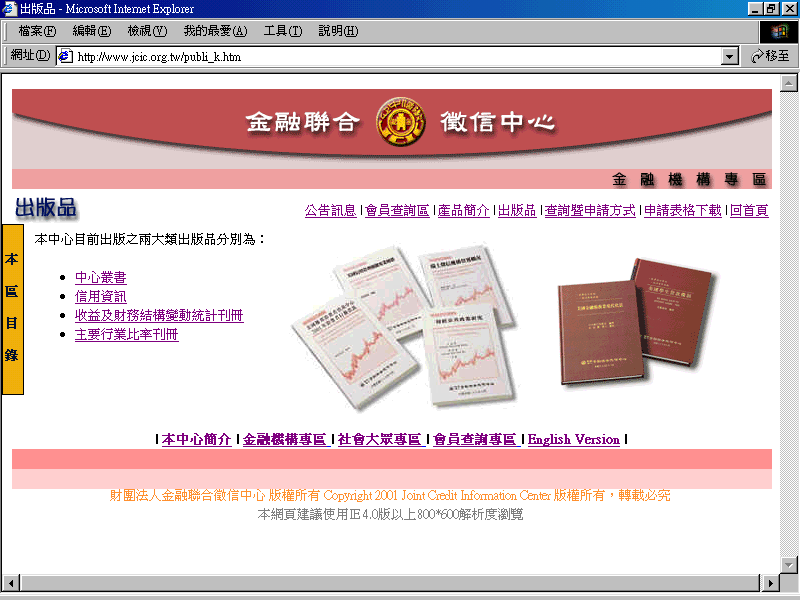 出版品 - Microsoft Internet Explorer
檔案(F) 編輯(E) 檢視(V) 我的最愛(A) 工具(T) 說明(H)
網址(D) http://www.jcic.org.tw/publi_k.htm 移至
金融聯合 徵信中心
金融機構專區
出版品
公告訊息 | 會員查詢區 | 產品簡介 | 出版品 | 查詢暨申請方式 | 申請表格下載 | 回首頁
本區目錄
本中心目前出版之兩大類出版品分別為：
中心叢書
信用資訊
收益及財務結構變動統計刊冊
主要行業比率刊冊
| 本中心簡介 | 金融機構專區 | 社會大眾專區 | 會員查詢專區 | English Version |
財團法人金融聯合徵信中心 版權所有 Copyright 2001 Joint Credit Information Center 版權所有，轉載必究
本網頁建議使用IE 4.0版以上800*600解析度瀏覽